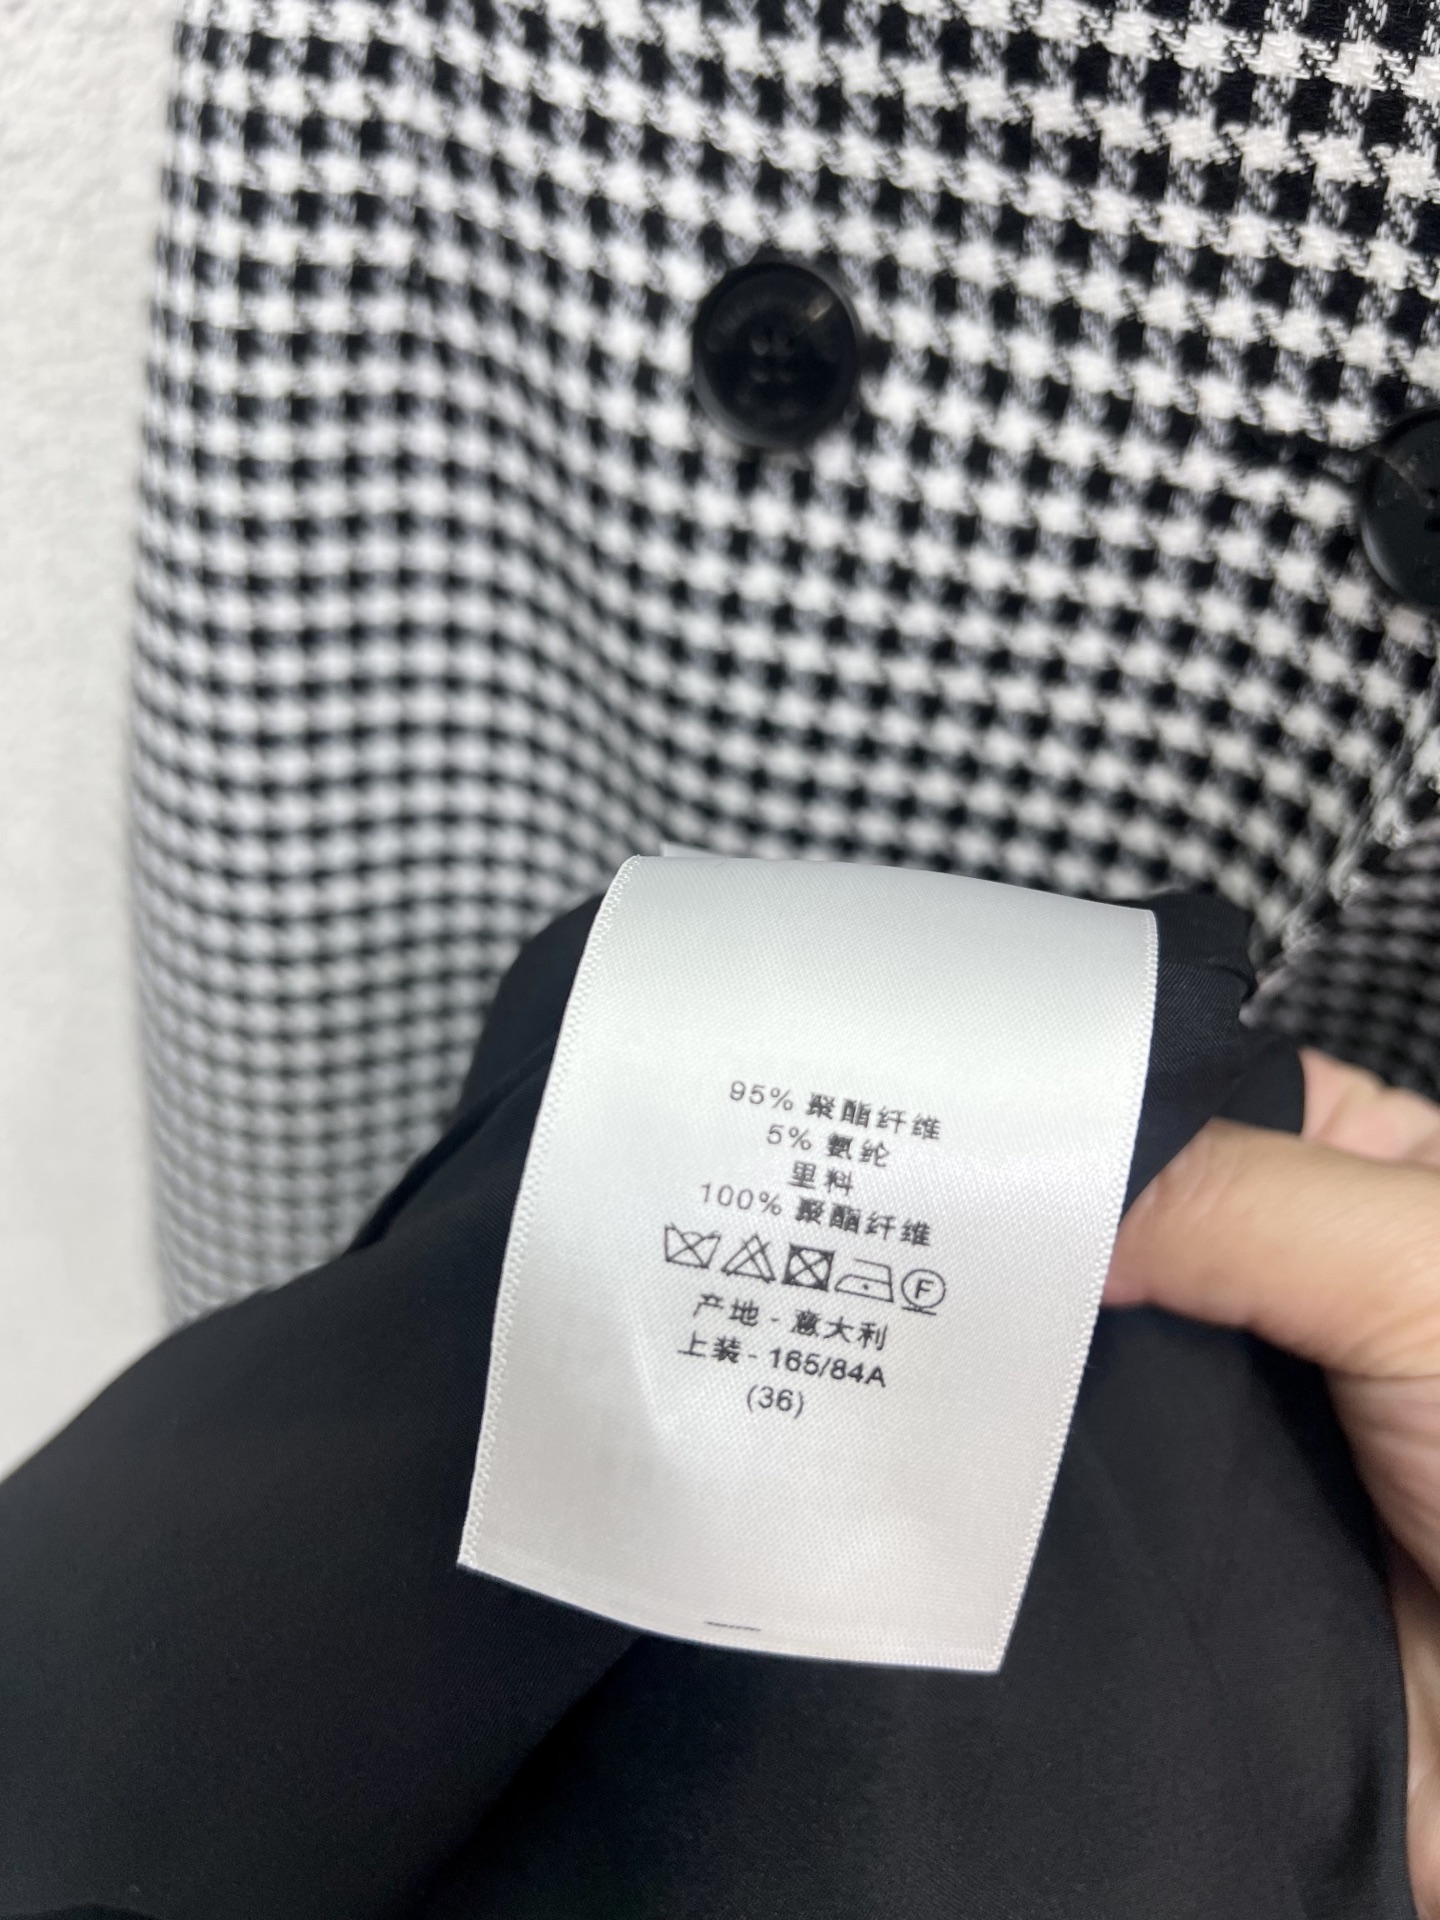 95% 聚酯纤维
5% 氨纶
里料
100% 聚酯纤维
F
产地 - 意大利
上装 - 165/84A
(36)